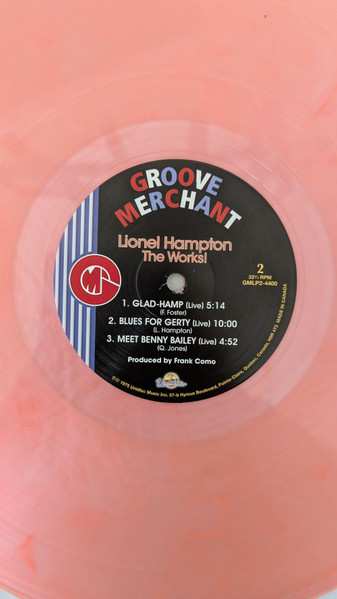 GROOVE
MERCHANT
Lionel Hampton
The Works!
2
33⅓ RPM
GMLP2-4400
1. GLAD-HAMP (Live) 5:14
(F. Foster)
2. BLUES FOR GERTY (Live) 10:00
(L. Hampton)
3. MEET BENNY BAILEY (Live) 4:52
(Q. Jones)
Produced by Frank Como
MADE IN CANADA